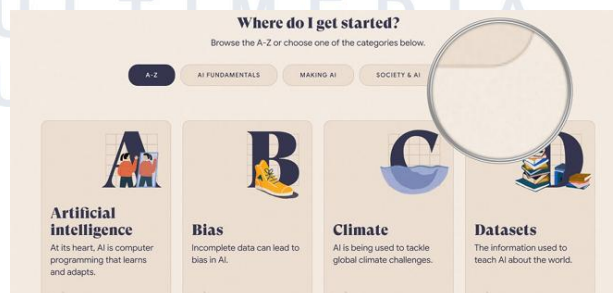 ULTIMEDIA
Where do I get started?
Browse the A-Z or choose one of the categories below.
A-Z
AI FUNDAMENTALS
MAKING AI
SOCIETY & AI
A
B
C
D
Artificial
intelligence
At its heart, AI is computer
programming that learns
and adapts.
Bias
Incomplete data can lead to
bias in AI.
Climate
AI is being used to tackle
global climate challenges.
Datasets
The information used to
teach AI about the world.